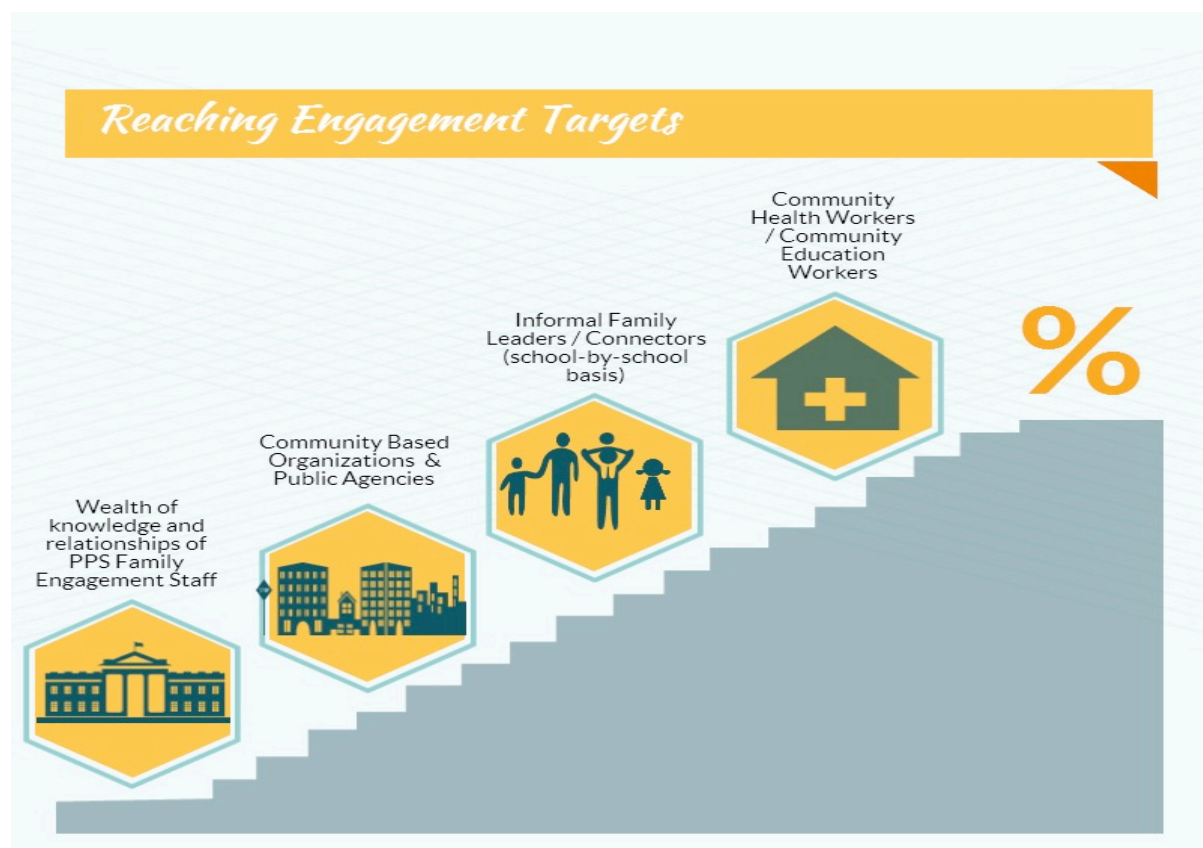 Reaching Engagement Targets
Community
Health Workers
/ Community
Education
Workers
Informal Family
Leaders / Connectors
(school-by-school
basis)
%
Community Based
Organizations &
Public Agencies
Wealth of
knowledge and
relationships of
PPS Family
Engagement Staff